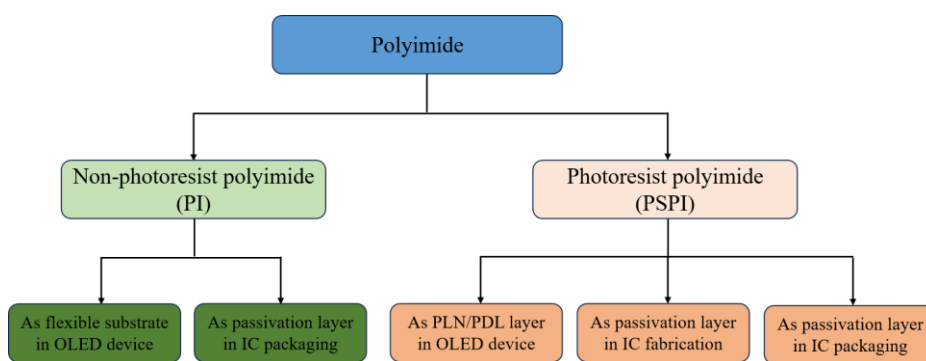 Polyimide
Non-photoresist polyimide
(PI)
Photoresist polyimide
(PSPI)
As flexible substrate
in OLED device
As passivation layer
in IC packaging
As PLN/PDL layer
in OLED device
As passivation layer
in IC fabrication
As passivation layer
in IC packaging